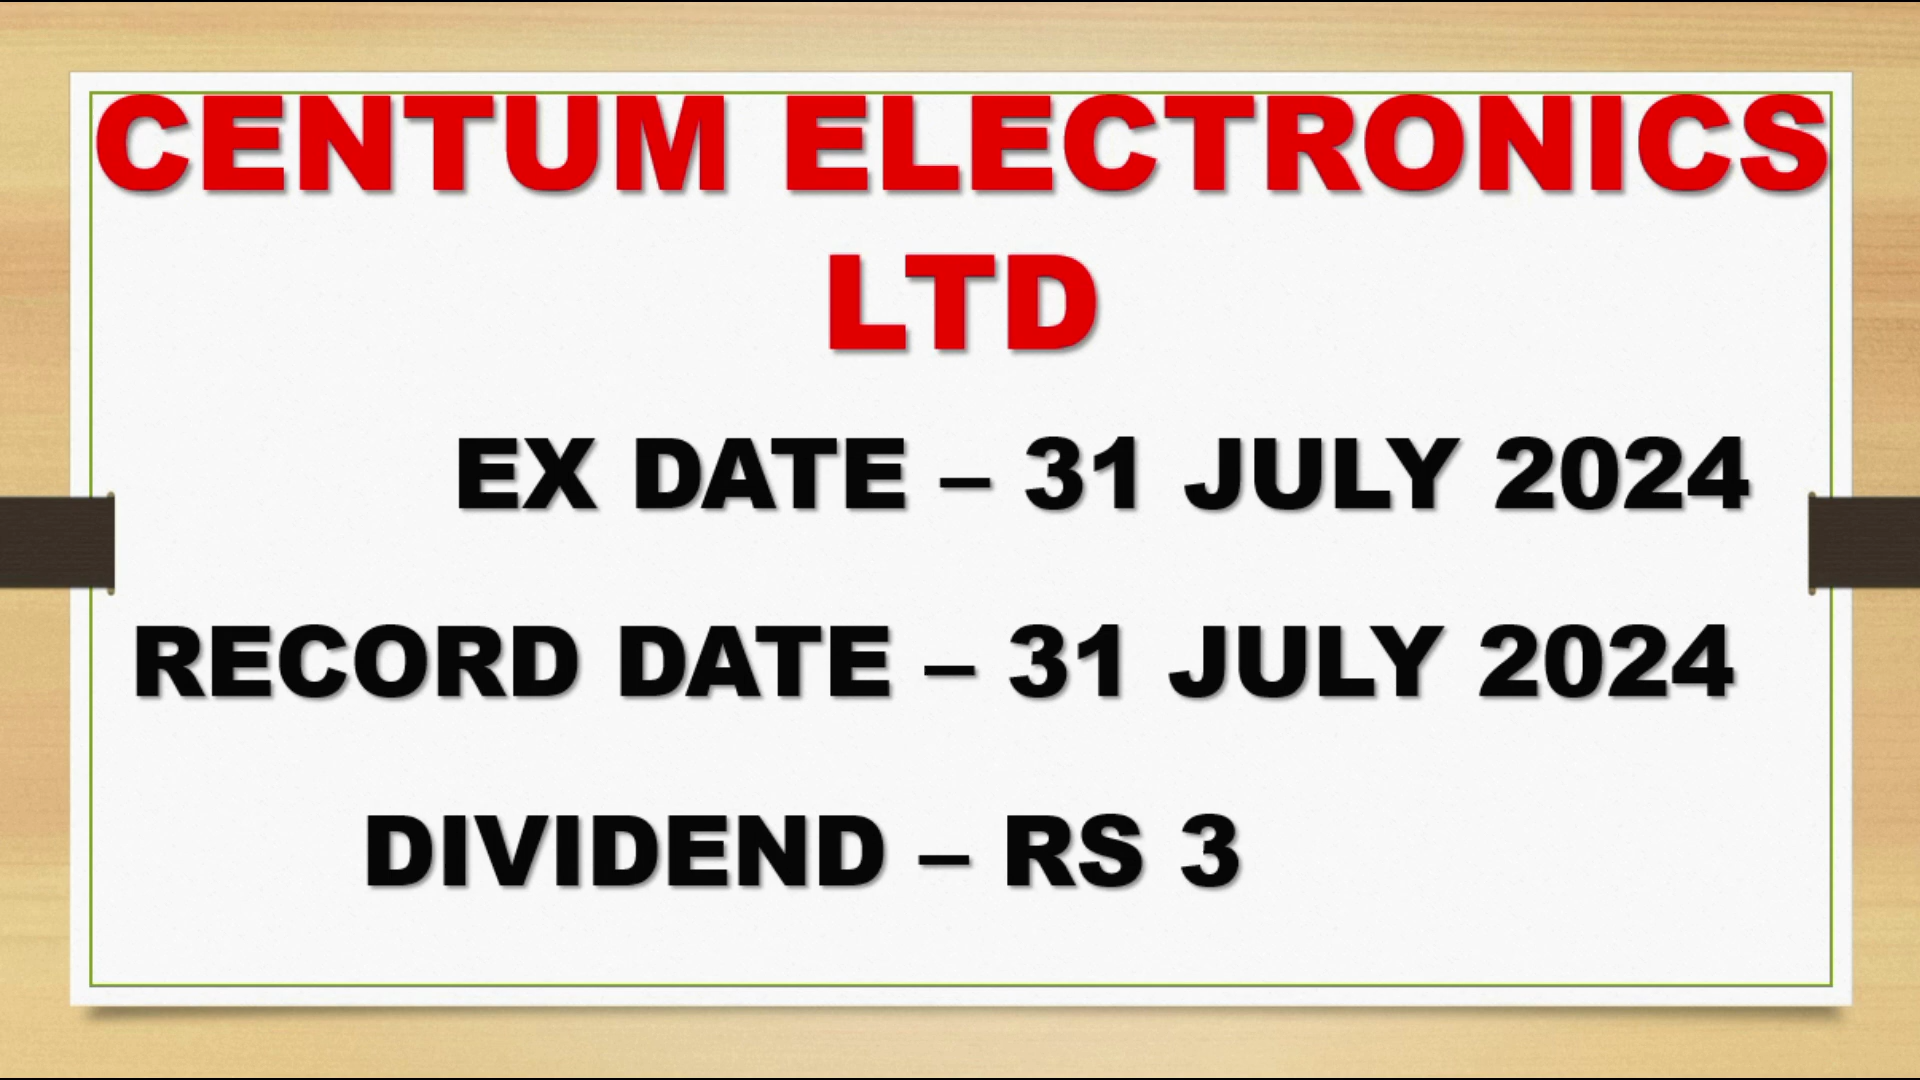 CENTUM ELECTRONICS
LTD
EX DATE – 31 JULY 2024
RECORD DATE – 31 JULY 2024
DIVIDEND – RS 3